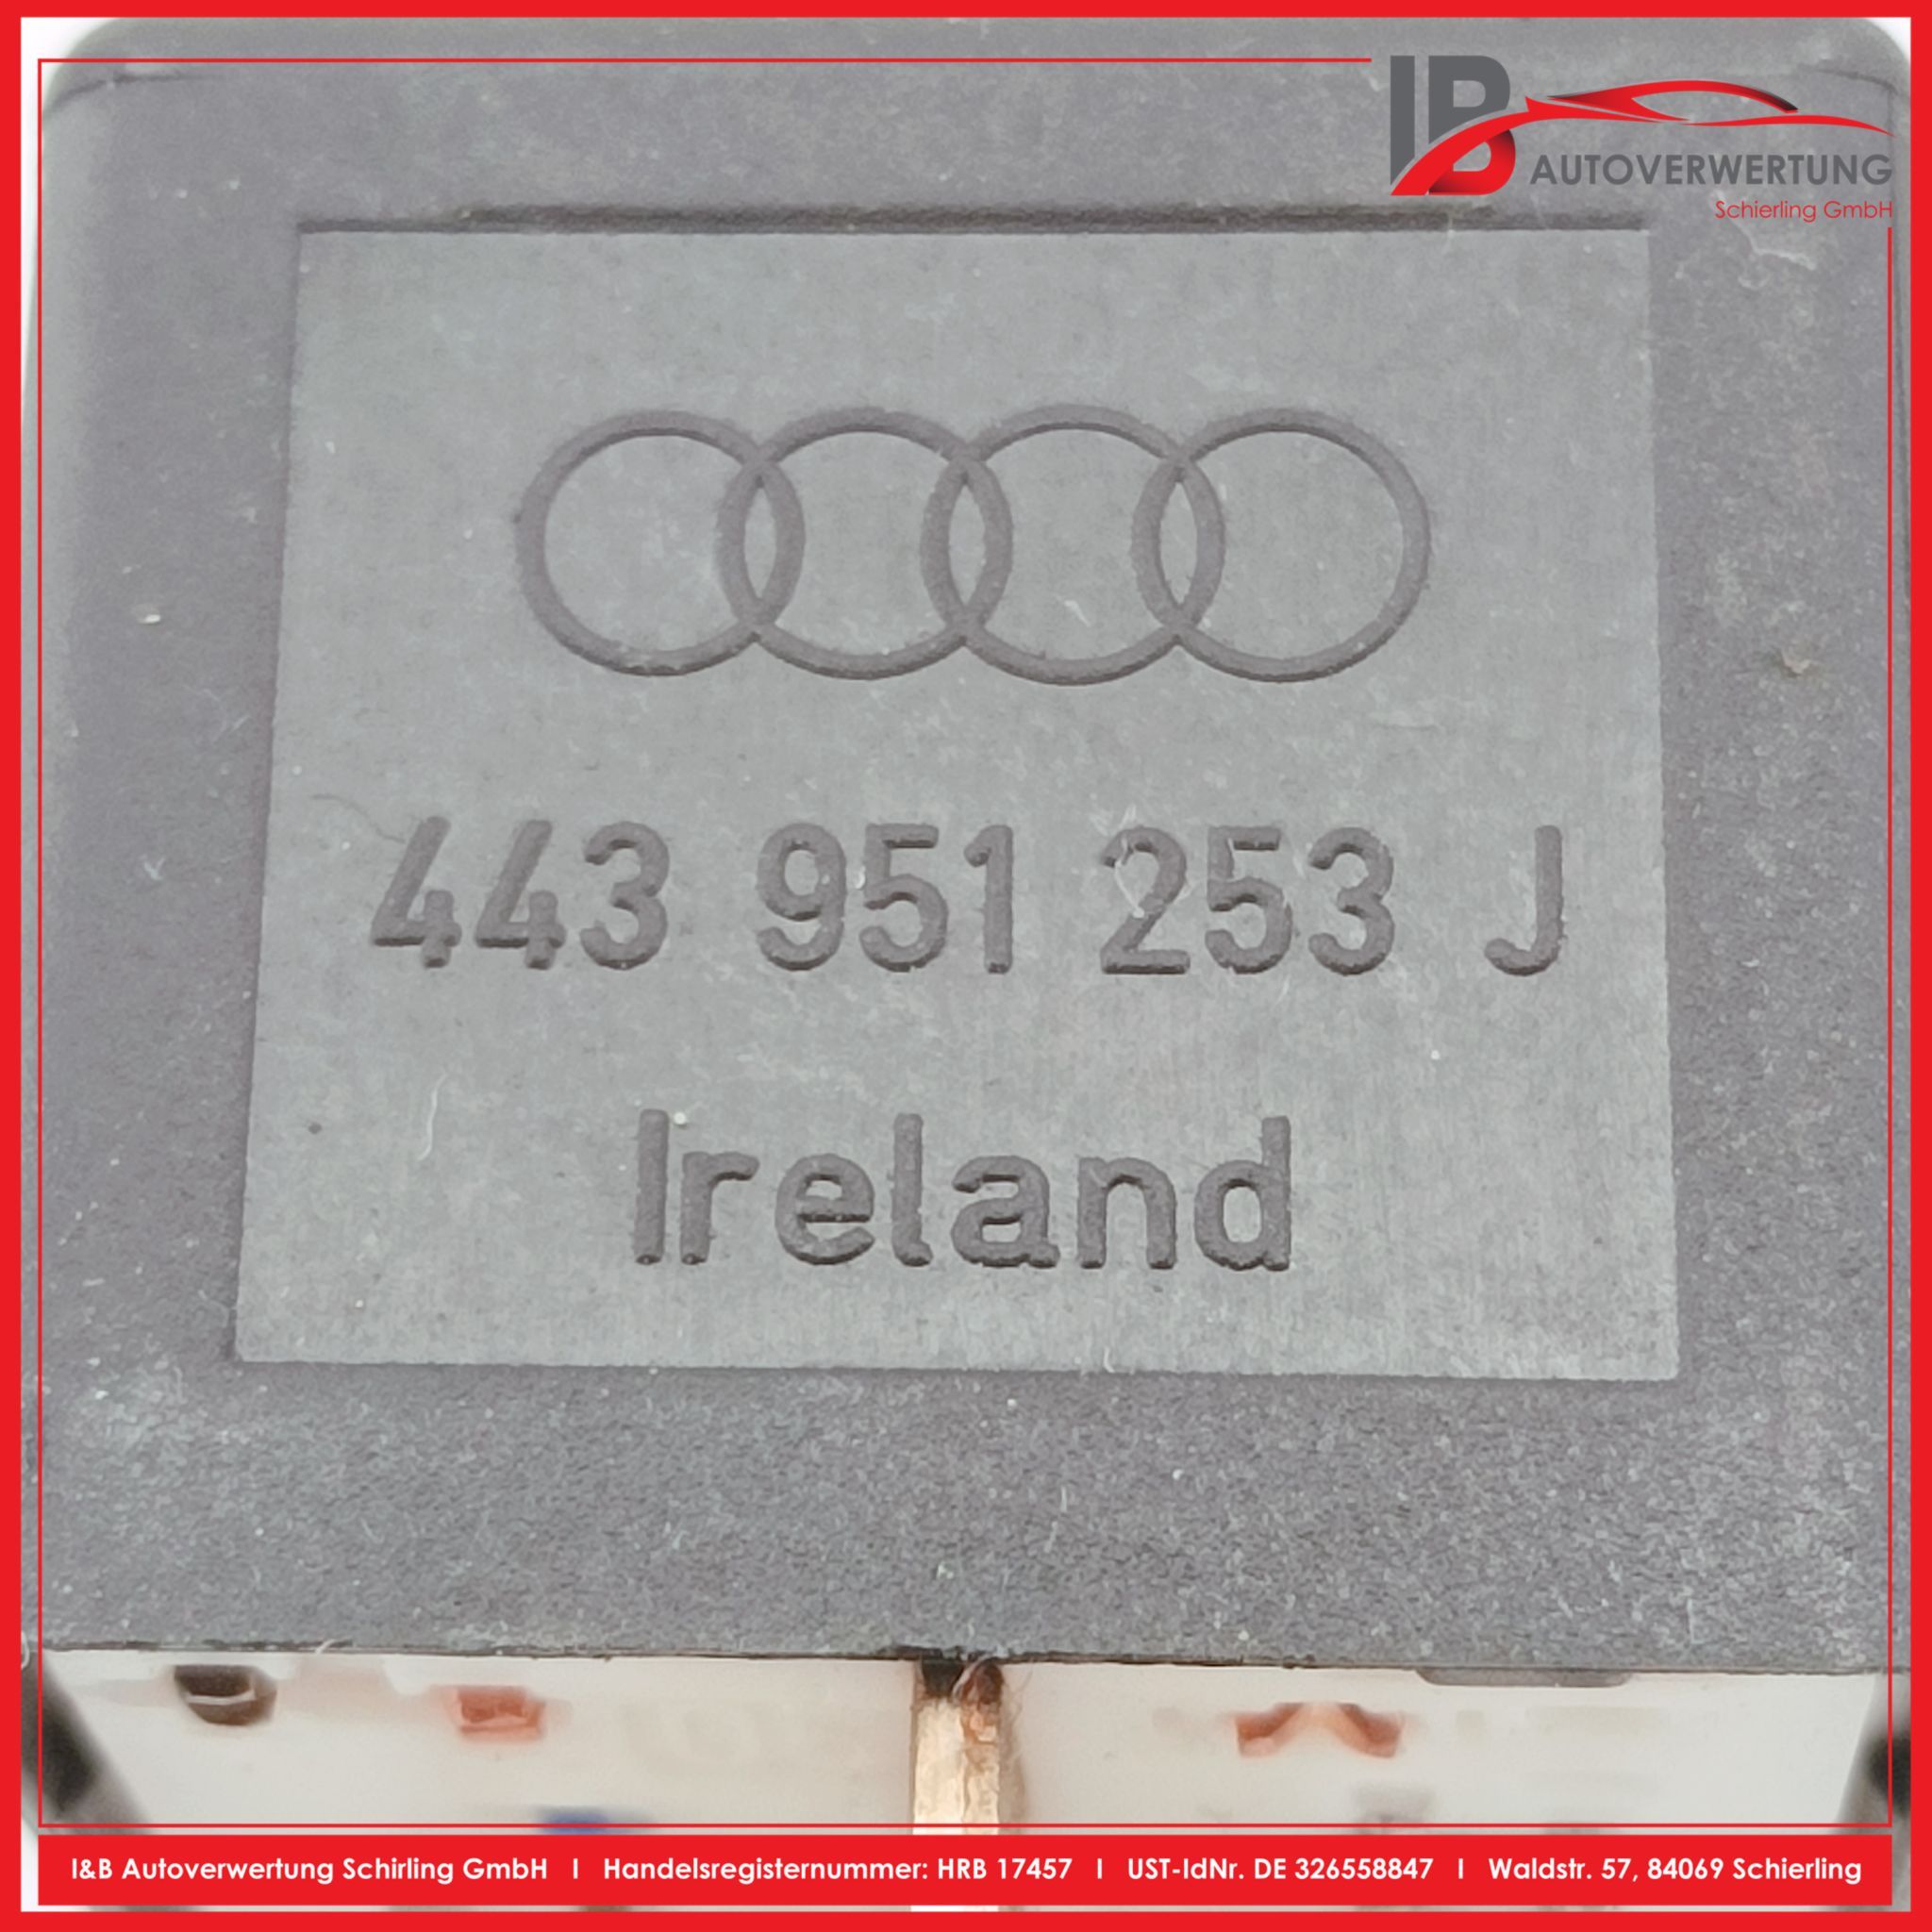 IB
AUTOVERWERTUNG
Schierling GmbH
443 951 253 J
Ireland
I&B Autoverwertung Schirling GmbH I Handelsregisternummer: HRB 17457 I UST-IdNr. DE 326558847 I Waldstr. 57, 84069 Schierling